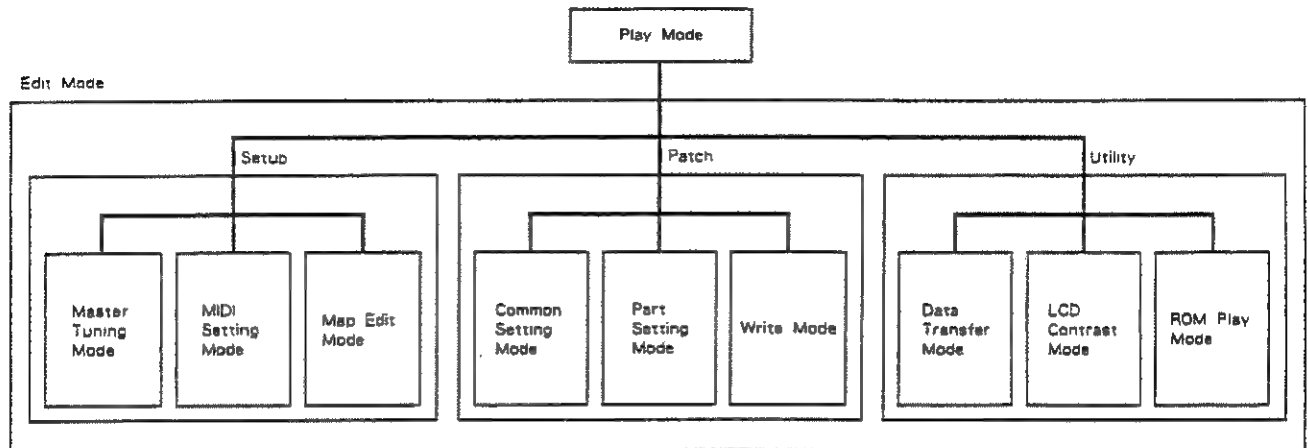 Play Mode
Edit Mode
Setup
Patch
Utility
Master
Tuning
Mode
MIDI
Setting
Mode
Map Edit
Mode
Common
Setting
Mode
Part
Setting
Mode
Write Mode
Data
Transfer
Mode
LCD
Contrast
Mode
ROM Play
Mode